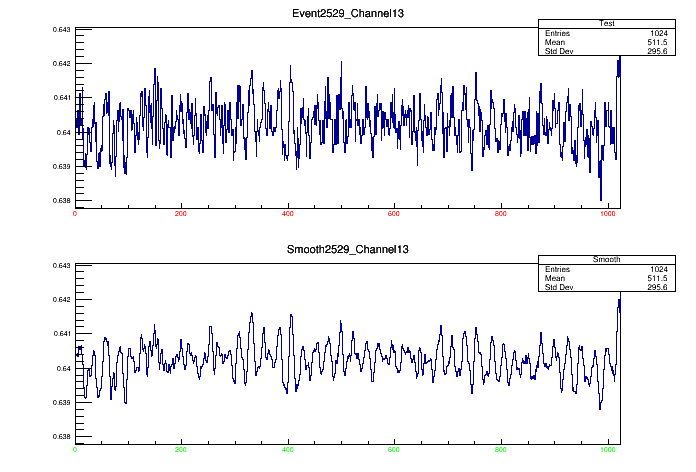 Event2529_Channel13
Test
Entries 1024
Mean 511.5
Std Dev 295.6
0.643
0.642
0.641
0.64
0.639
0.638
0 200 400 600 800 1000
Smooth2529_Channel13
Smooth
Entries 1024
Mean 511.5
Std Dev 295.6
0.643
0.642
0.641
0.64
0.639
0.638
0 200 400 600 800 1000